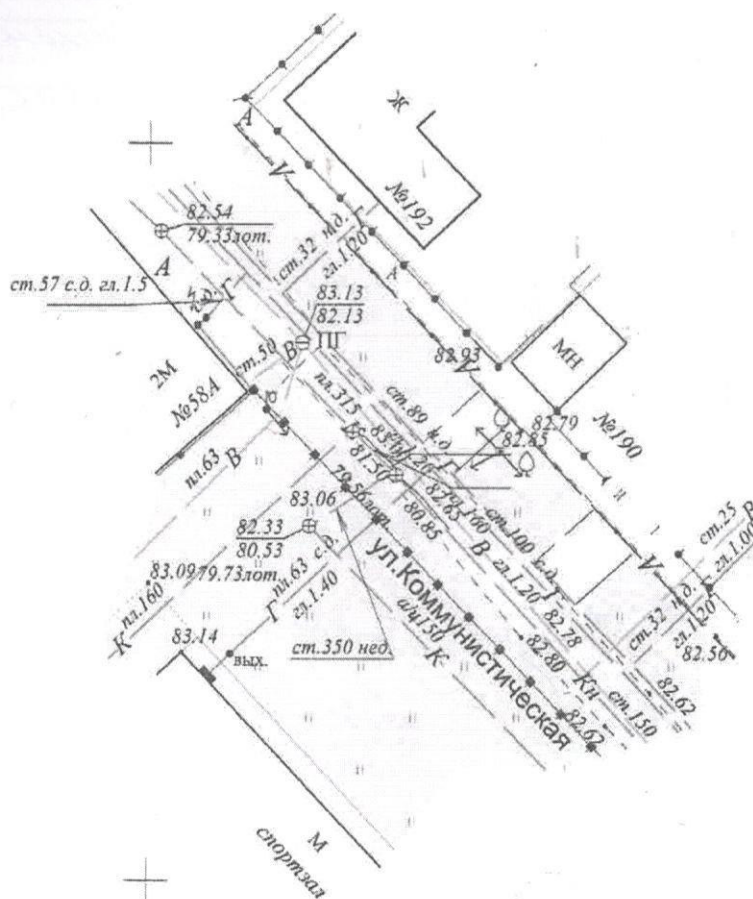 А
V
Ж
№192
ст.32 н.д.
гл.1.20
Г
82.54
79.33лот.
А
А
ст.57 с.д. гл.1.5
Г
83.13
82.13
ПГ
В
ст.50
2М
№58А
82.93
V
МН
№190
82.79
82.85
пл.315
ст.89
Г
пл.63
В
81.50
79.56лот.
83.06
80.85
82.65
82.33
80.53
83.09
79.73лот.
К
пл.160
пл.63 с.д.
Г
гл.1.40
83.14
вых.
ст.350 нед.
К
а/ц150
ул.Коммунистическая
В
гл.1.20
ст.100 с.д.
Г
82.78
82.80
Кн
ст.150
82.62
82.62
V
ст.25
В
гл.1.00
Г
ст.32 н.д.
гл.1.20
82.56
М
спортзал